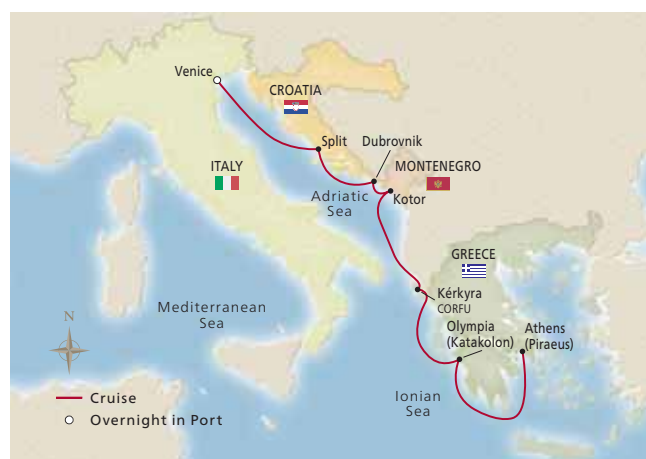 Venice
CROATIA
Split
Dubrovnik
ITALY
MONTENEGRO
Adriatic
Sea
Kotor
GREECE
Kérkyra
CORFU
Mediterranean
Sea
Olympia
(Katakolon)
Athens
(Piraeus)
N
Ionian
Sea
Cruise
Overnight in Port